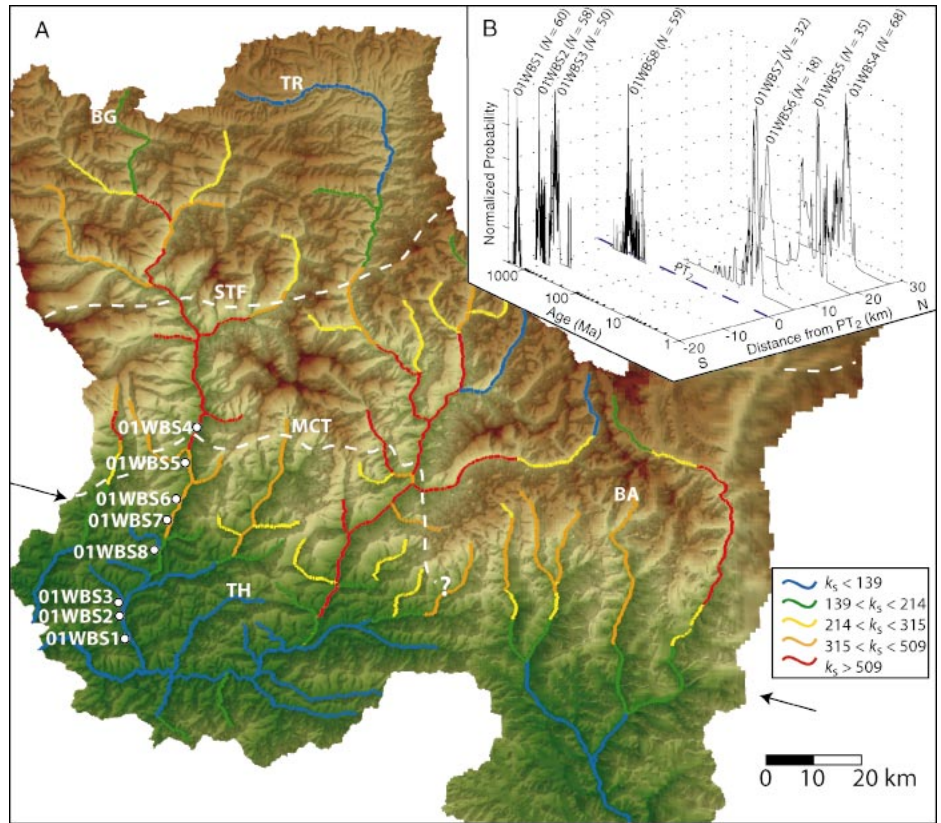 A
TR
BG
STF
01WBS4
MCT
01WBS5
01WBS6
01WBS7
01WBS8
01WBS3
01WBS2
01WBS1
TH
BA
?
B
01WBS1 (N = 60)
01WBS2 (N = 58)
01WBS3 (N = 50)
01WBS8 (N = 59)
01WBS7 (N = 32)
01WBS6 (N = 18)
01WBS5 (N = 35)
01WBS4 (N = 68)
Normalized Probability
1000
100
10
1
Age (Ma)
PT2
-20
-10
0
10
20
30
S
N
Distance from PT2 (km)
ks < 139
139 < ks < 214
214 < ks < 315
315 < ks < 509
ks > 509
0 10 20 km